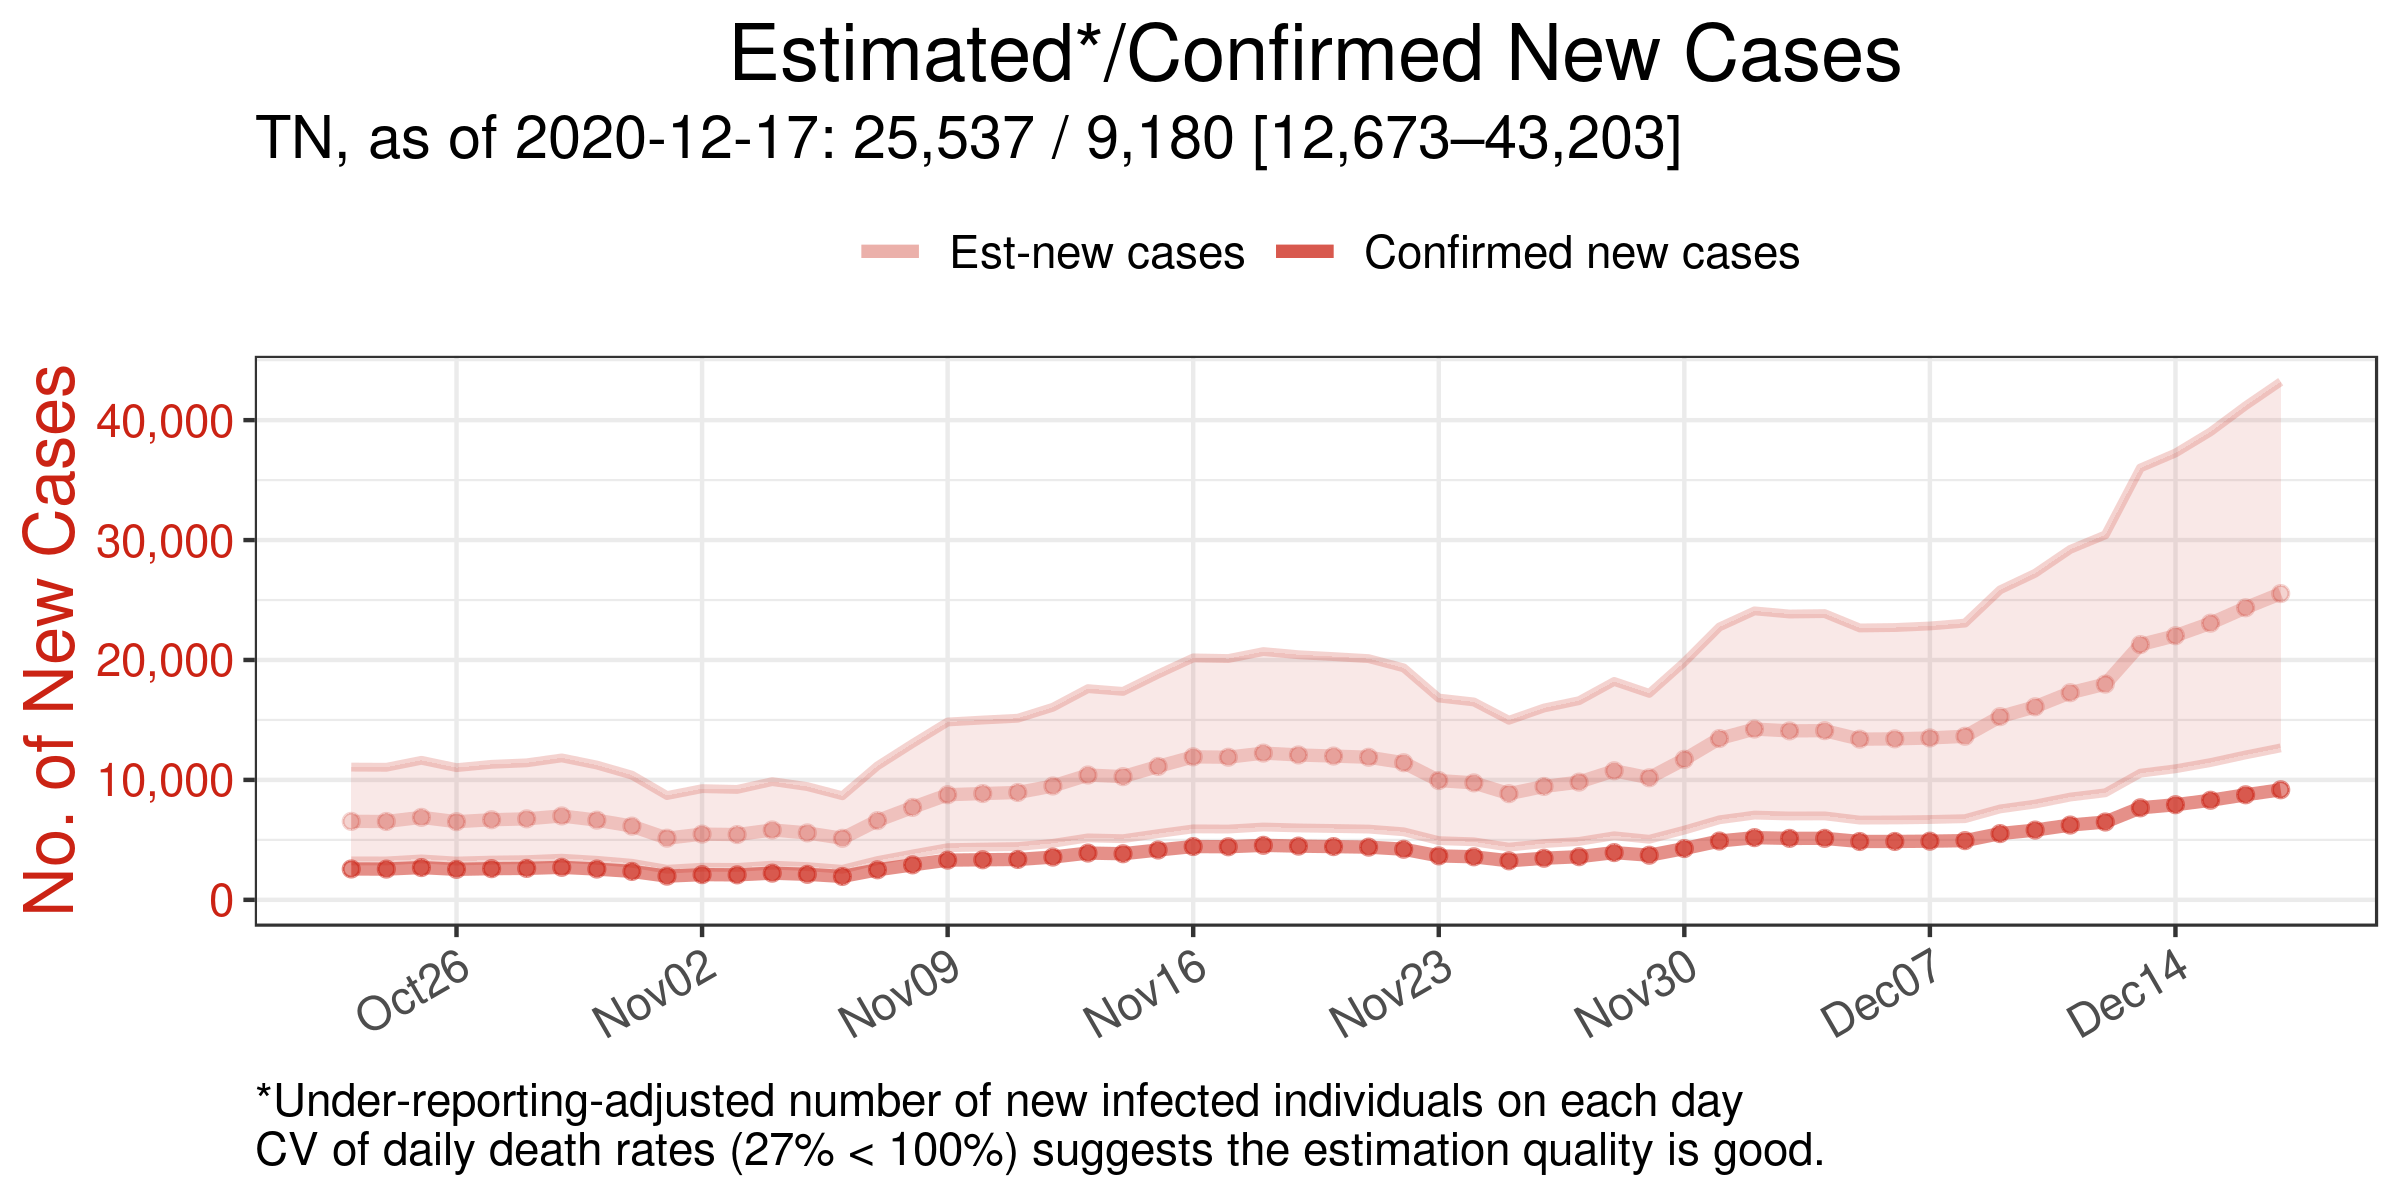 Estimated*/Confirmed New Cases
TN, as of 2020-12-17: 25,537 / 9,180 [12,673–43,203]
Est-new cases
Confirmed new cases
No. of New Cases
40,000
30,000
20,000
10,000
0
Oct26
Nov02
Nov09
Nov16
Nov23
Nov30
Dec07
Dec14
*Under-reporting-adjusted number of new infected individuals on each day
CV of daily death rates (27% < 100%) suggests the estimation quality is good.